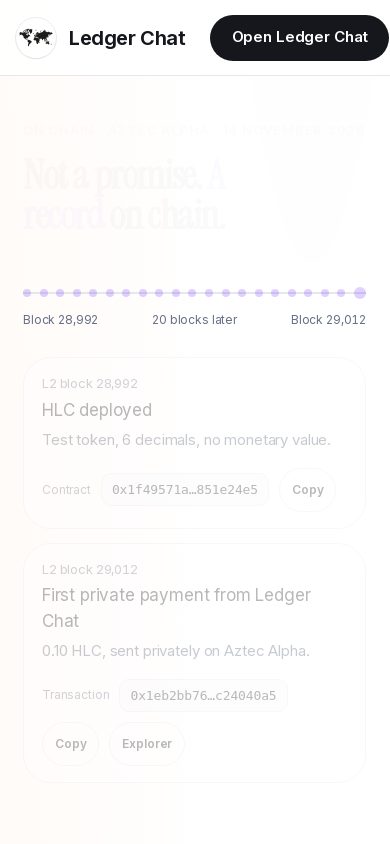 Ledger Chat
Open Ledger Chat
Not a promise. A
record on chain.
Block 28,992
20 blocks later
Block 29,012
L2 block 28,992
HLC deployed
Test token, 6 decimals, no monetary value.
Contract
0x1f49571a…851e24e5
Copy
L2 block 29,012
First private payment from Ledger
Chat
0.10 HLC, sent privately on Aztec Alpha.
Transaction
0x1eb2bb76…c24040a5
Copy
Explorer